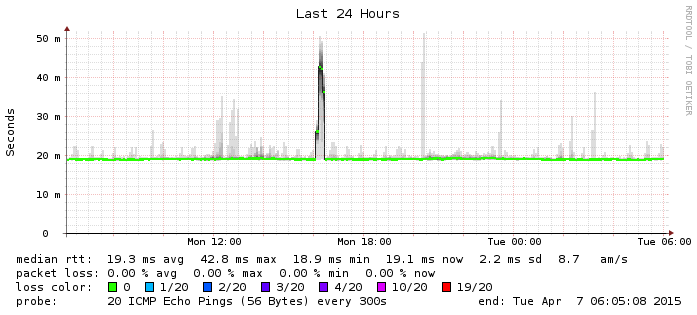 Last 24 Hours
RRDTOOL / TOBI OETIKER
Seconds
50 m
40 m
30 m
20 m
10 m
0
Mon 12:00 Mon 18:00 Tue 00:00 Tue 06:00
median rtt: 19.3 ms avg 42.8 ms max 18.9 ms min 19.1 ms now 2.2 ms sd 8.7 am/s
packet loss: 0.00 % avg 0.00 % max 0.00 % min 0.00 % now
loss color: 0 1/20 2/20 3/20 4/20 10/20 19/20
probe: 20 ICMP Echo Pings (56 Bytes) every 300s end: Tue Apr 7 06:05:08 2015